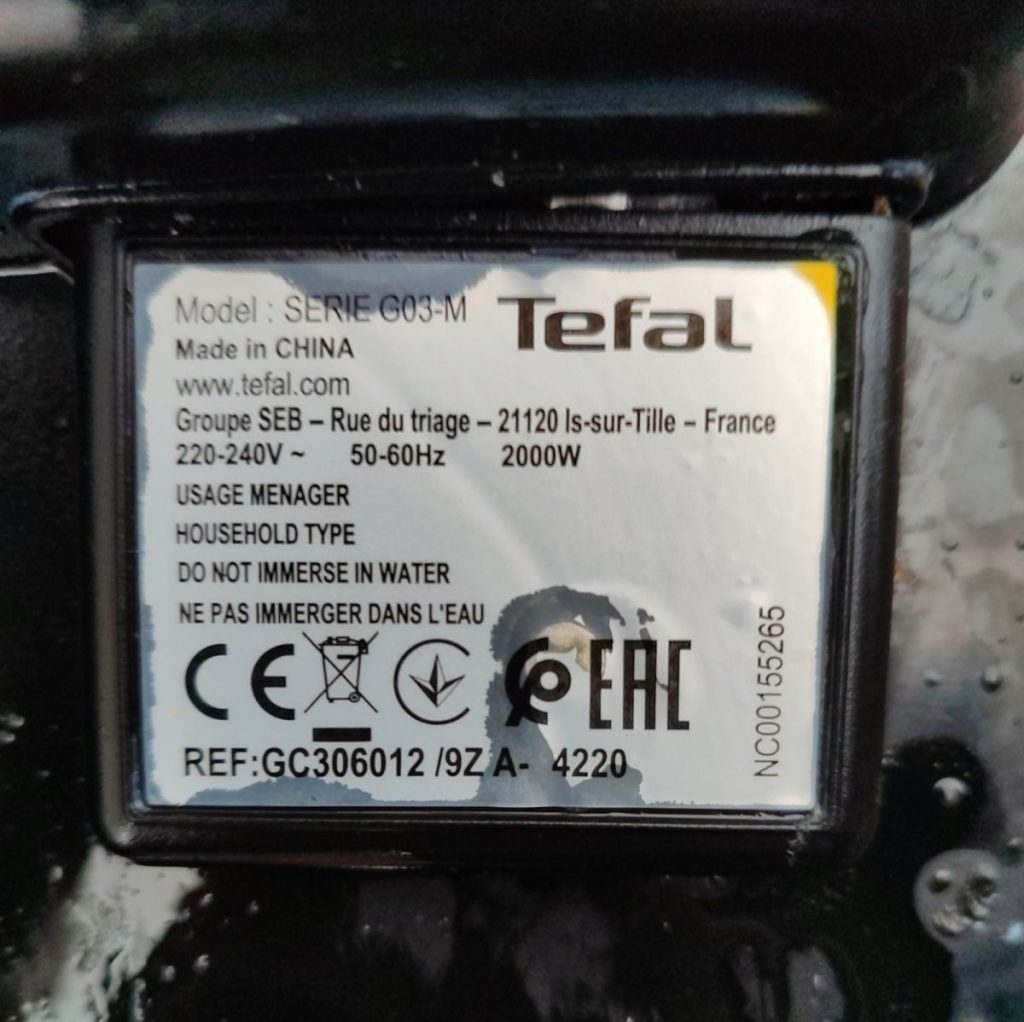 Model : SERIE G03-M
Tefal
Made in CHINA
www.tefal.com
Groupe SEB – Rue du triage – 21120 Is-sur-Tille – France
220-240V ~ 50-60Hz 2000W
USAGE MENAGER
HOUSEHOLD TYPE
DO NOT IMMERSE IN WATER
NE PAS IMMERGER DANS L'EAU
CE EAC
REF:GC306012 /9Z A- 4220
NC00155265